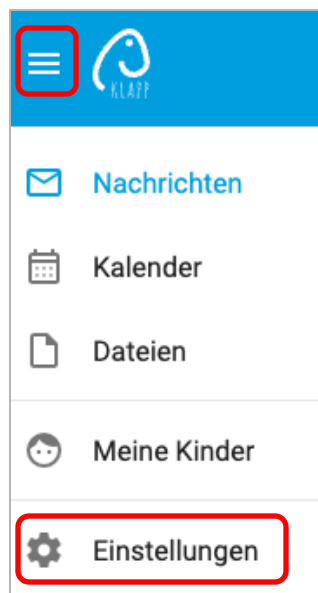 KLAPP
Nachrichten
Kalender
Dateien
Meine Kinder
Einstellungen